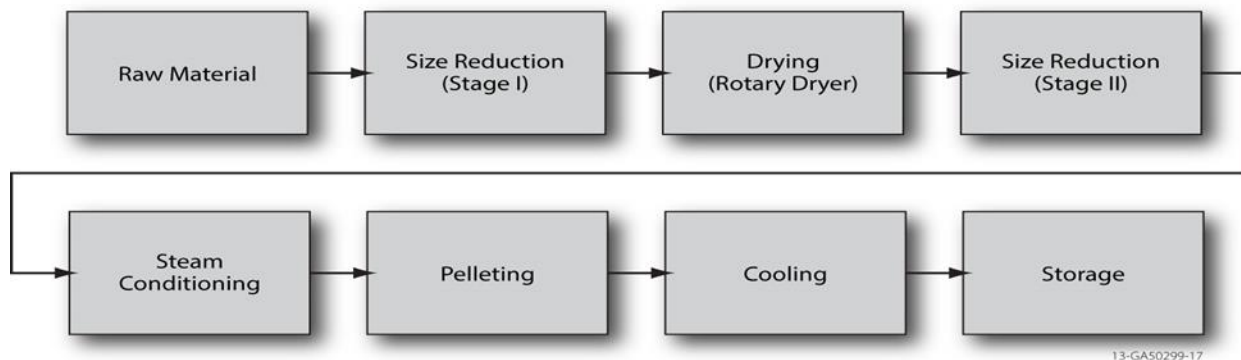 Raw Material
Size Reduction
(Stage I)
Drying
(Rotary Dryer)
Size Reduction
(Stage II)
Steam
Conditioning
Pelleting
Cooling
Storage
13-GA50299-17